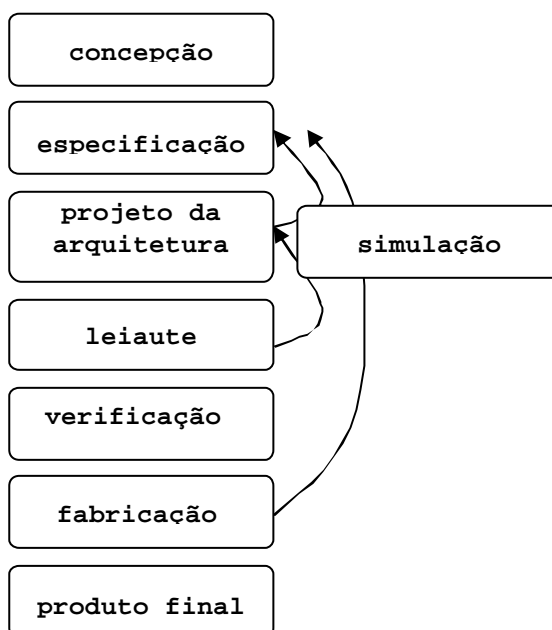 concepção
especificação
projeto da
arquitetura
simulação
leiaute
verificação
fabricação
produto final